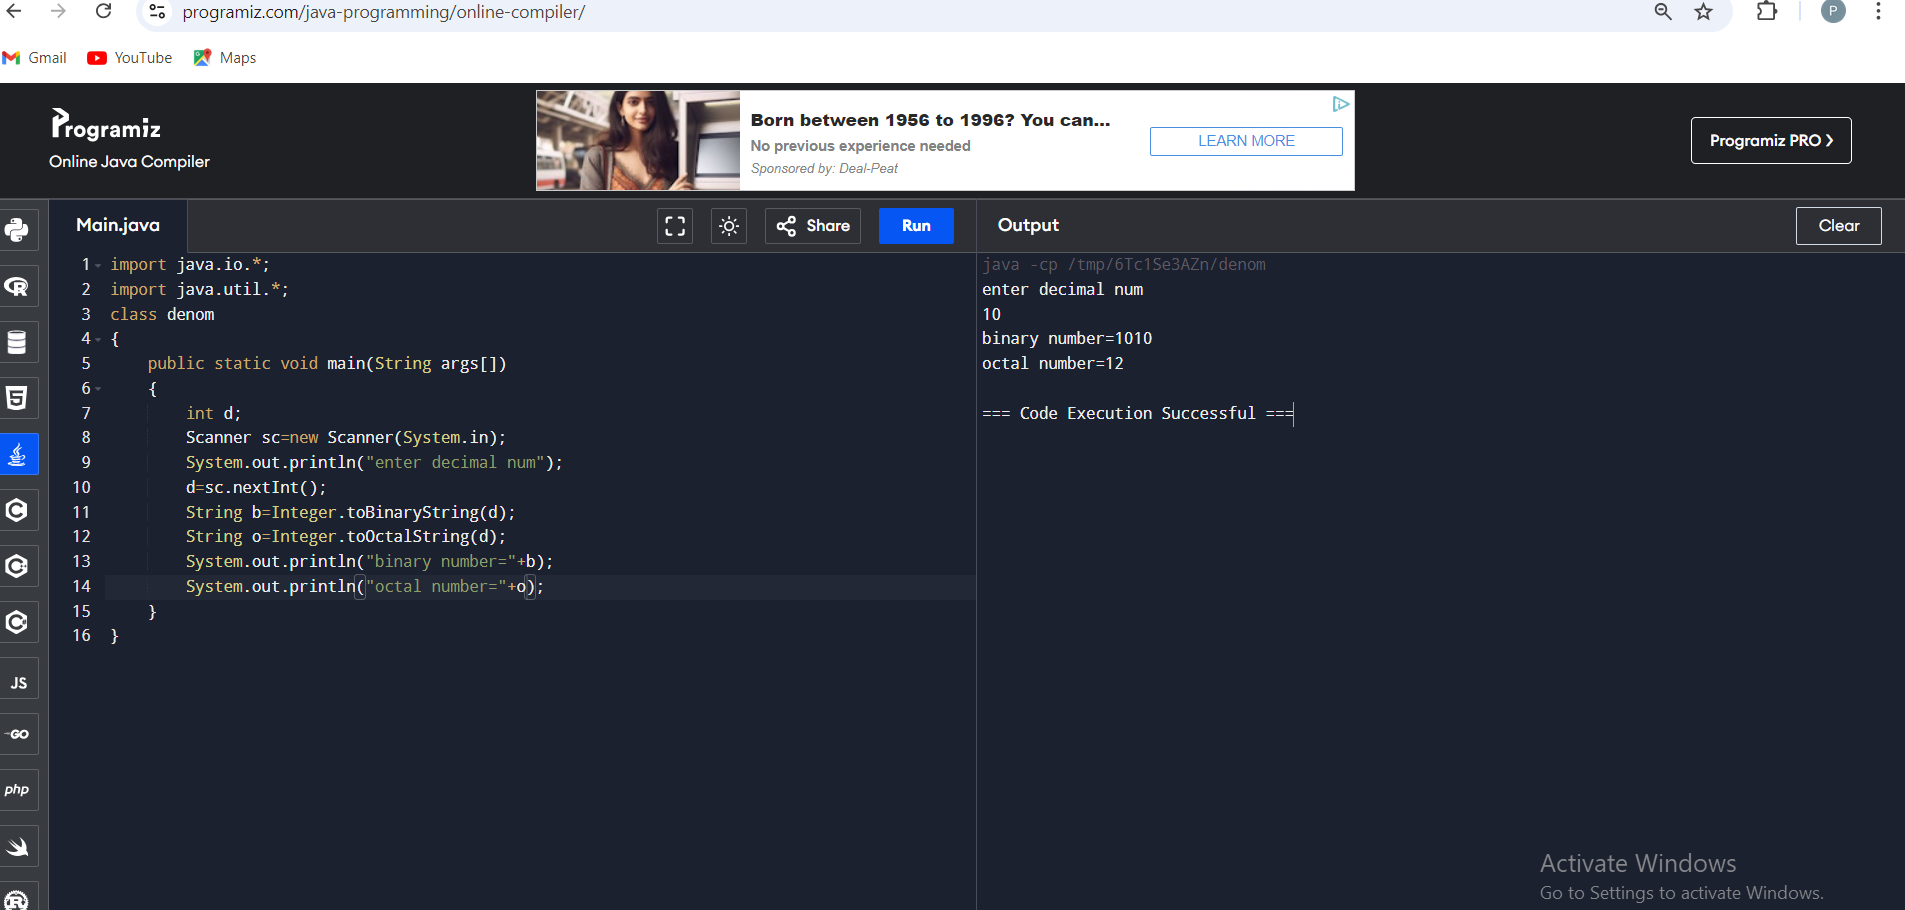 programiz.com/java-programming/online-compiler/
P
Gmail
YouTube
Maps
Programiz
Online Java Compiler
Born between 1956 to 1996? You can...
No previous experience needed
Sponsored by: Deal-Peat
LEARN MORE
Programiz PRO ❯
Main.java
Share
Run
Output
Clear
1 import java.io.*;
2 import java.util.*;
3 class denom
4 {
5     public static void main(String args[])
6     {
7         int d;
8         Scanner sc=new Scanner(System.in);
9         System.out.println("enter decimal num");
10         d=sc.nextInt();
11         String b=Integer.toBinaryString(d);
12         String o=Integer.toOctalString(d);
13         System.out.println("binary number="+b);
14         System.out.println("octal number="+o);
15     }
16 }
java -cp /tmp/6Tc1Se3AZn/denom
enter decimal num
10
binary number=1010
octal number=12
=== Code Execution Successful ===
R
5
C
C
C
JS
GO
php
R
Activate Windows
Go to Settings to activate Windows.